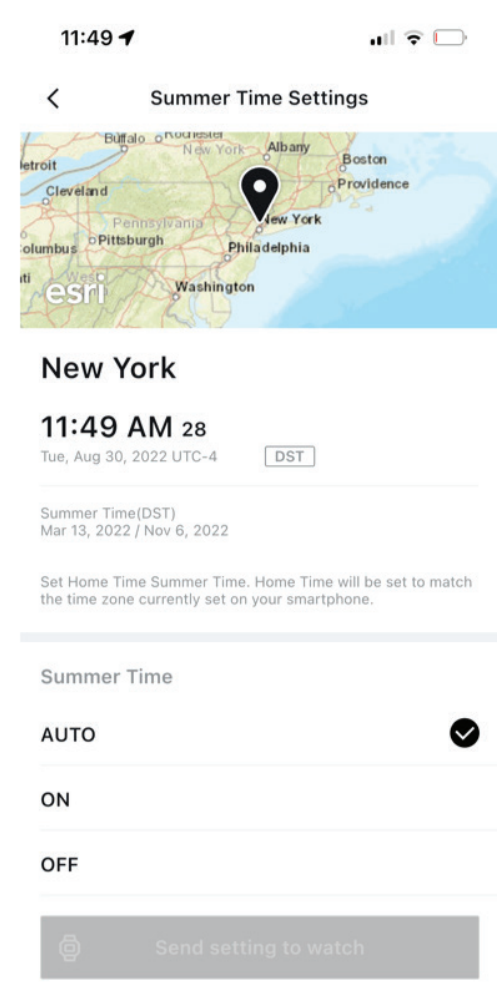 11:49
Summer Time Settings
Buffalo Rochester
New York Albany
Detroit
Boston
Cleveland
Providence
Pennsylvania
New York
Columbus Pittsburgh
Philadelphia
West
Washington
esri
New York
11:49 AM 28
Tue, Aug 30, 2022 UTC-4 DST
Summer Time(DST)
Mar 13, 2022 / Nov 6, 2022
Set Home Time Summer Time. Home Time will be set to match
the time zone currently set on your smartphone.
Summer Time
AUTO
ON
OFF
Send setting to watch